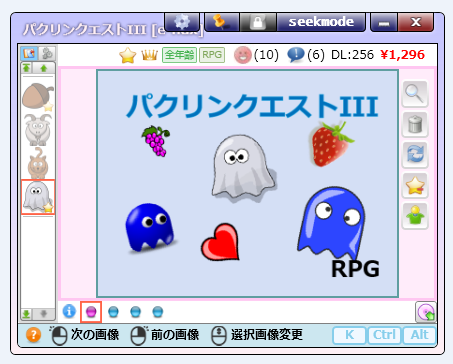 seekmode
パクリンクエストIII
全年齢 RPG (10) (6) DL:256 ¥1,296
パクリンクエストIII
RPG
次の画像 前の画像 選択画像変更 K Ctrl Alt